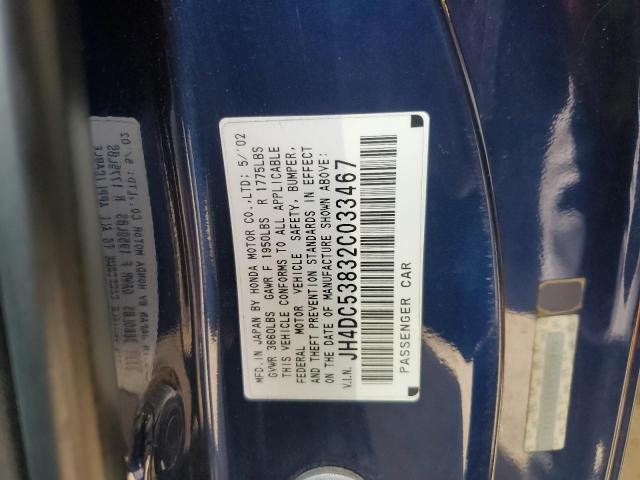 MFD.IN JAPAN BY HONDA MOTOR CO.,LTD; 5/'02
GVWR 3660LBS GAWR F 1950LBS R 1775LBS
THIS VEHICLE CONFORMS TO ALL APPLICABLE
FEDERAL MOTOR VEHICLE SAFETY, BUMPER,
AND THEFT PREVENTION STANDARDS IN EFFECT
ON THE DATE OF MANUFACTURE SHOWN ABOVE:
V.I.N. JH4DC53832C033467
PASSENGER CAR